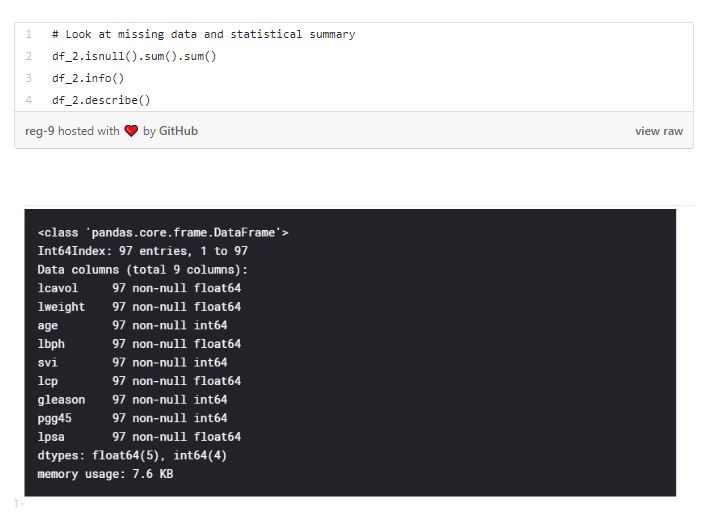 1 # Look at missing data and statistical summary
2 df_2.isnull().sum().sum()
3 df_2.info()
4 df_2.describe()
reg-9 hosted with ❤ by GitHub view raw
<class 'pandas.core.frame.DataFrame'>
Int64Index: 97 entries, 1 to 97
Data columns (total 9 columns):
lcavol 97 non-null float64
lweight 97 non-null float64
age 97 non-null int64
lbph 97 non-null float64
svi 97 non-null int64
lcp 97 non-null float64
gleason 97 non-null int64
pgg45 97 non-null int64
lpsa 97 non-null float64
dtypes: float64(5), int64(4)
memory usage: 7.6 KB